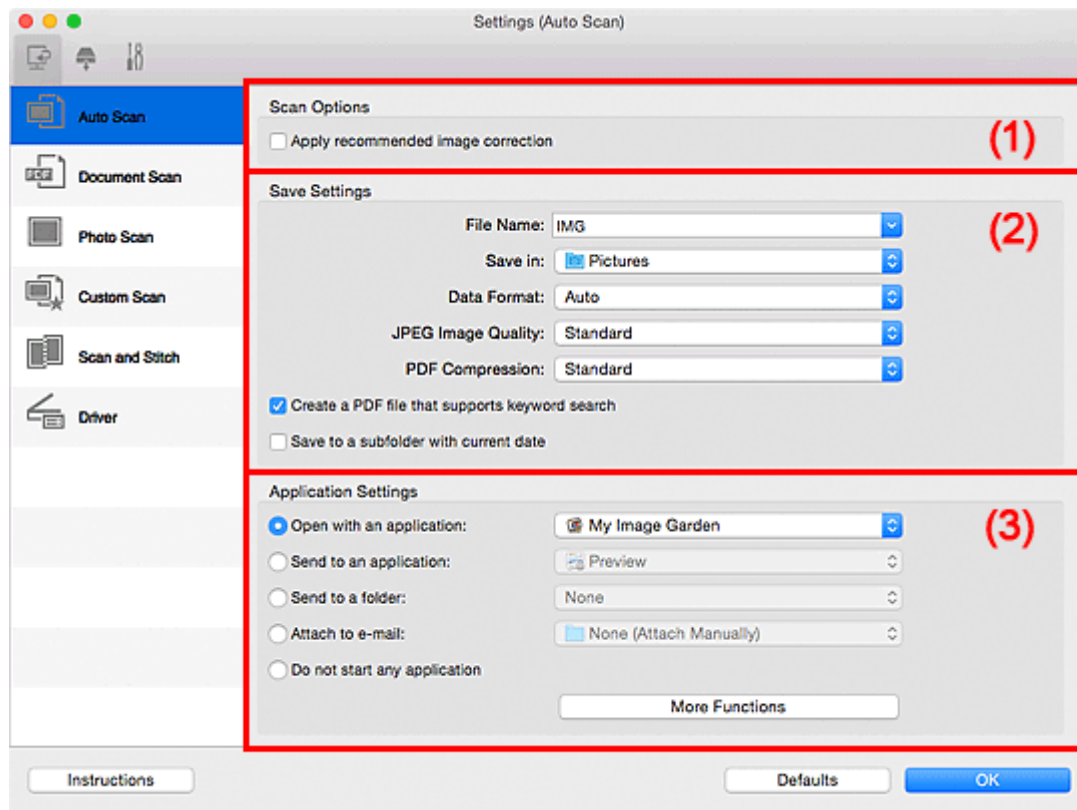 Settings (Auto Scan)
Auto Scan
Document Scan
Photo Scan
Custom Scan
Scan and Stitch
Driver
Scan Options
Apply recommended image correction
(1)
Save Settings
(2)
File Name: IMG
Save in: Pictures
Data Format: Auto
JPEG Image Quality: Standard
PDF Compression: Standard
Create a PDF file that supports keyword search
Save to a subfolder with current date
Application Settings
(3)
Open with an application: My Image Garden
Send to an application: Preview
Send to a folder: None
Attach to e-mail: None (Attach Manually)
Do not start any application
More Functions
Instructions
Defaults
OK